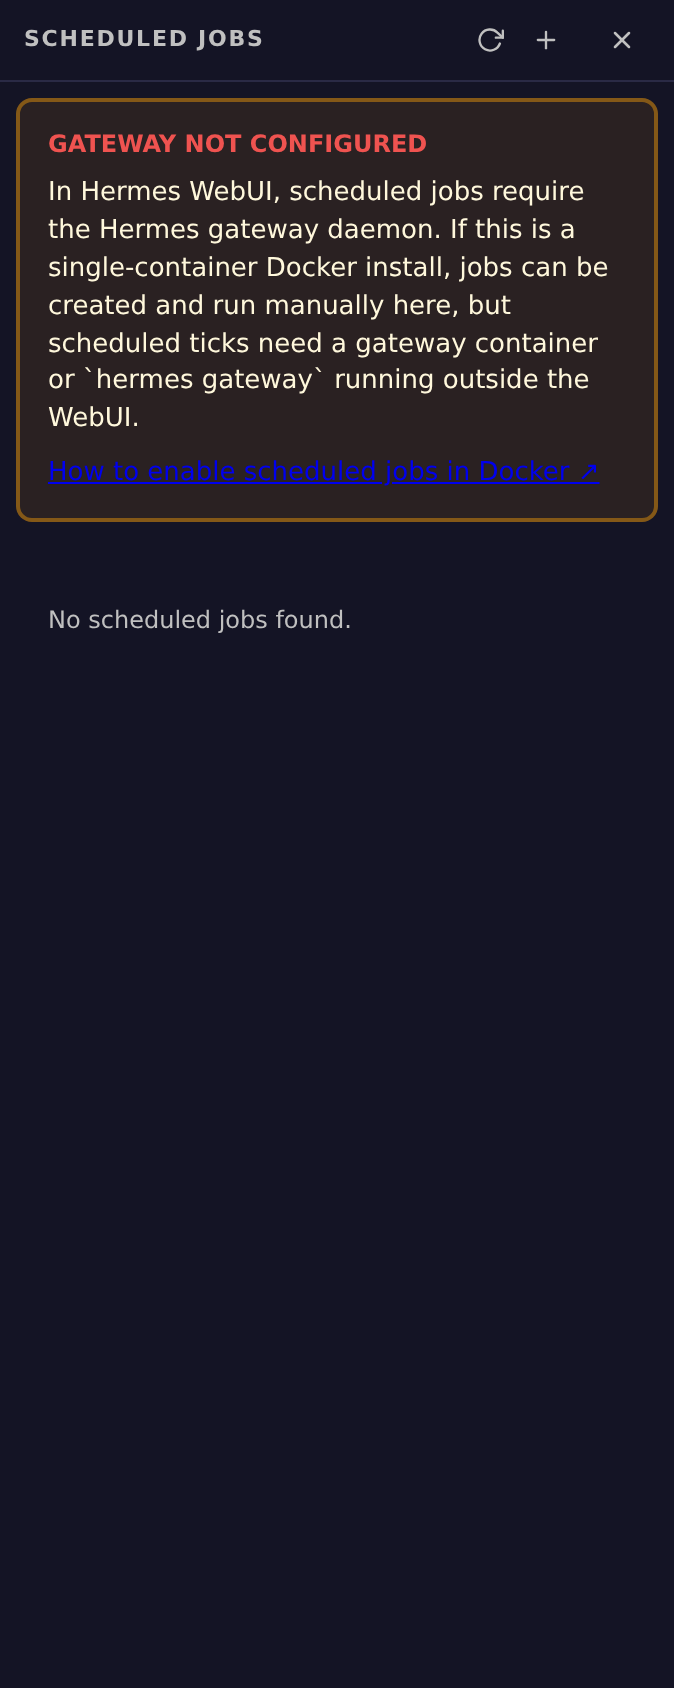 SCHEDULED JOBS
GATEWAY NOT CONFIGURED
In Hermes WebUI, scheduled jobs require
the Hermes gateway daemon. If this is a
single-container Docker install, jobs can be
created and run manually here, but
scheduled ticks need a gateway container
or `hermes gateway` running outside the
WebUI.
How to enable scheduled jobs in Docker ↗
No scheduled jobs found.